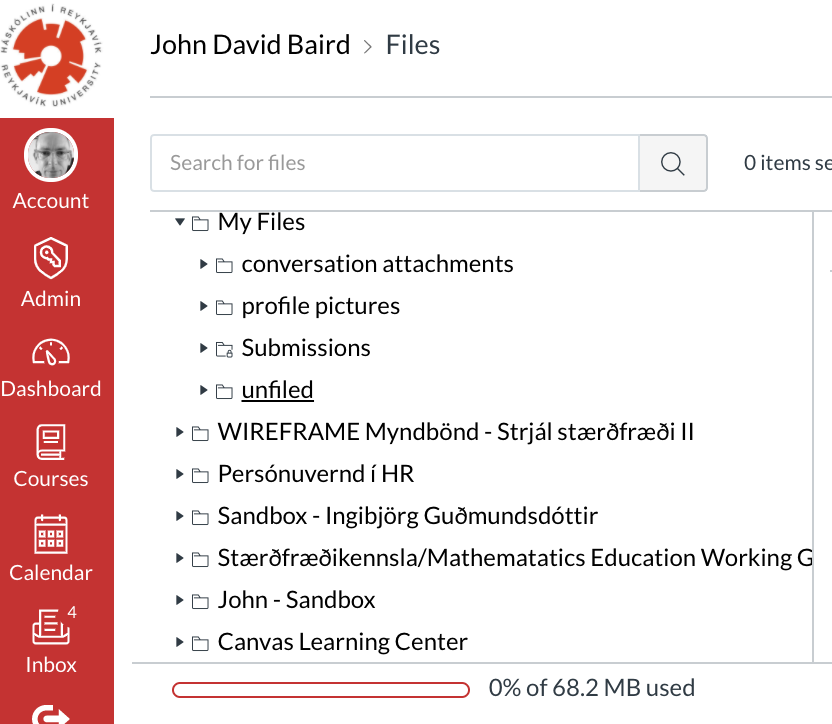 HÁSKÓLINN Í REYKJAVÍK
REYKJAVÍK UNIVERSITY
John David Baird > Files
Search for files
0 items se
Account
Admin
Dashboard
Courses
Calendar
4
Inbox
My Files
conversation attachments
profile pictures
Submissions
unfiled
WIREFRAME Myndbönd - Strjál stærðfræði II
Persónuvernd í HR
Sandbox - Ingibjörg Guðmundsdóttir
Stærðfræðikennsla/Mathematatics Education Working G
John - Sandbox
Canvas Learning Center
0% of 68.2 MB used